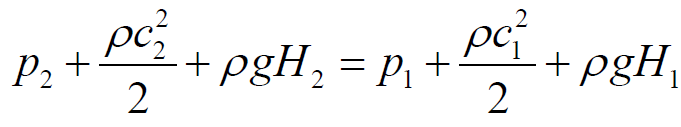 p₂ + ρc₂²/2 + ρgH₂ = p₁ + ρc₁²/2 + ρgH₁